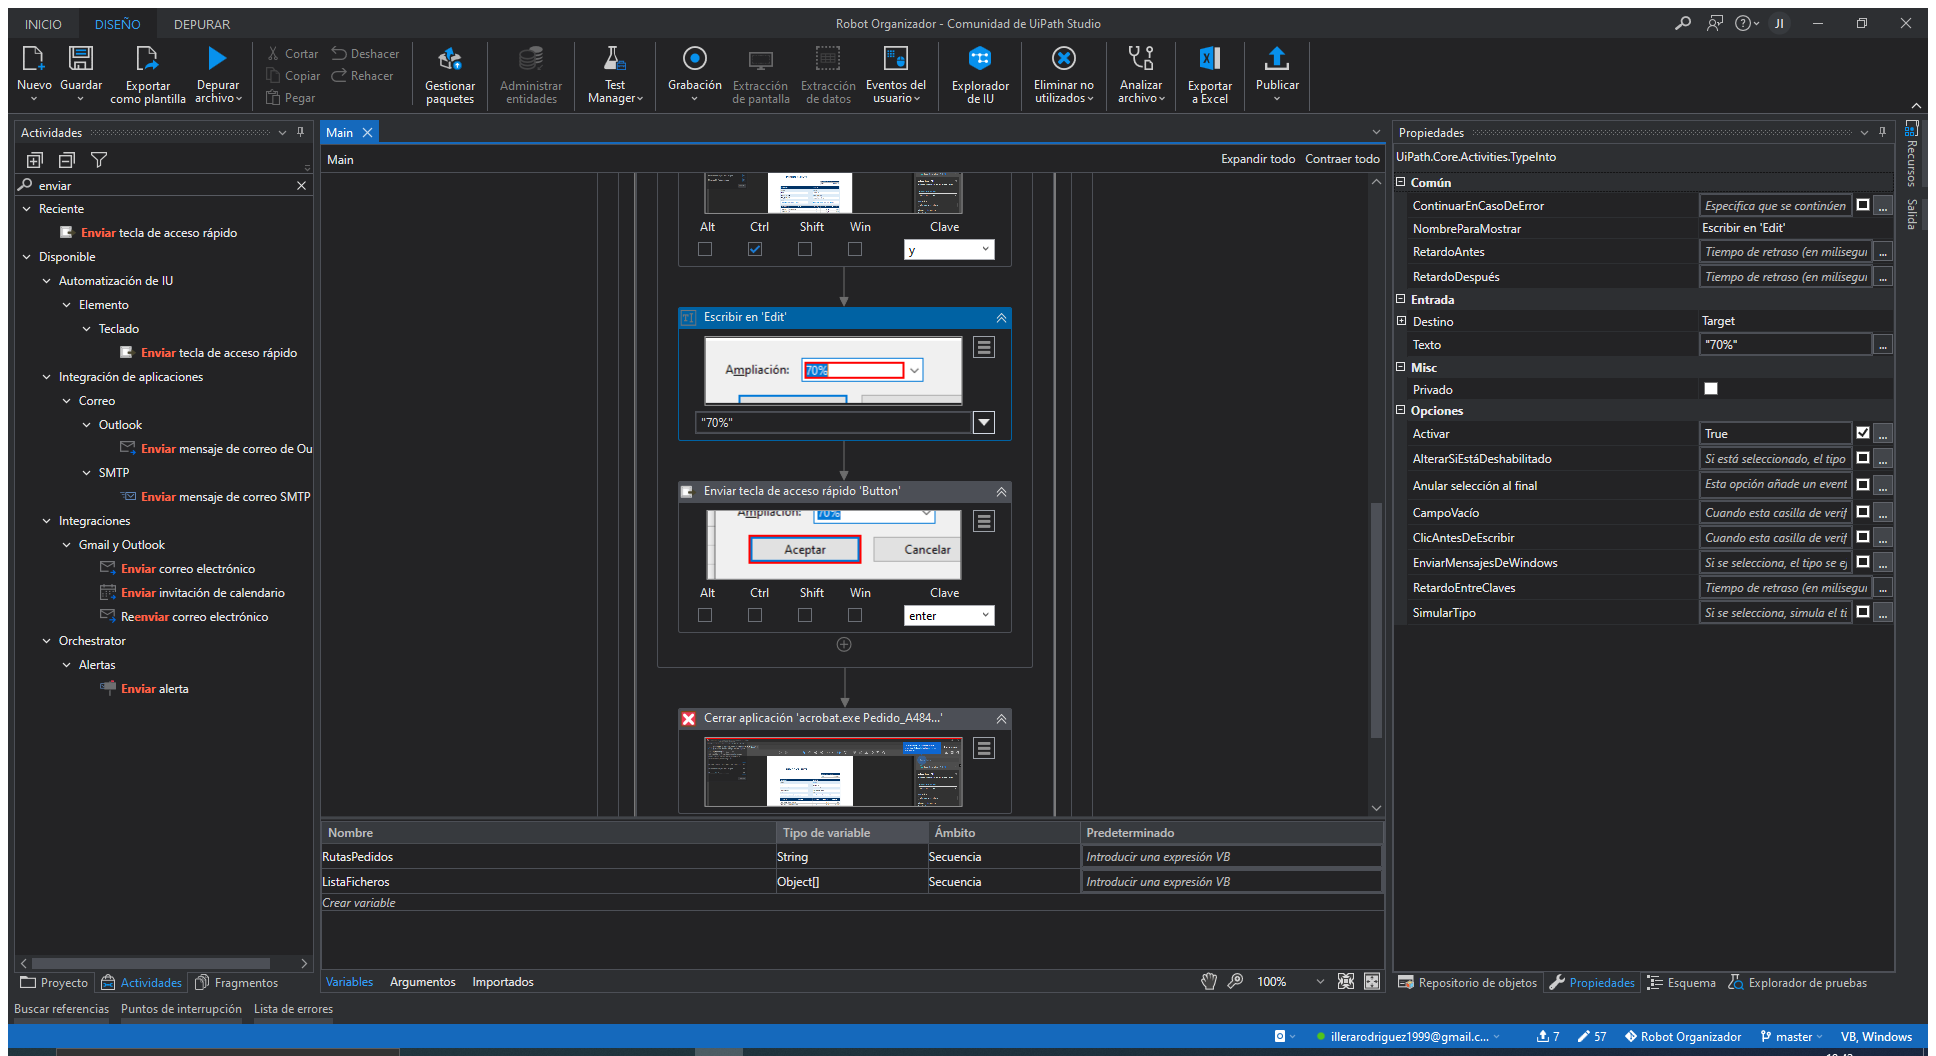 INICIO
DISEÑO
DEPURAR
Robot Organizador - Comunidad de UiPath Studio
JI
Nuevo
Guardar
Exportar
como plantilla
Depurar
archivo
Cortar
Copiar
Pegar
Deshacer
Rehacer
Gestionar
paquetes
Administrar
entidades
Test
Manager
Grabación
Extracción
de pantalla
Extracción
de datos
Eventos del
usuario
Explorador
de IU
Eliminar no
utilizados
Analizar
archivo
Exportar
a Excel
Publicar
Actividades
enviar
Reciente
Enviar tecla de acceso rápido
Disponible
Automatización de IU
Elemento
Teclado
Enviar tecla de acceso rápido
Integración de aplicaciones
Correo
Outlook
Enviar mensaje de correo de Ou
SMTP
Enviar mensaje de correo SMTP
Integraciones
Gmail y Outlook
Enviar correo electrónico
Enviar invitación de calendario
Reenviar correo electrónico
Orchestrator
Alertas
Enviar alerta
Proyecto
Actividades
Fragmentos
Main
Main
Expandir todo
Contraer todo
Alt Ctrl Shift Win Clave
y
Escribir en 'Edit'
Ampliación: 70%
"70%"
Enviar tecla de acceso rápido 'Button'
Ampliación: 70%
Aceptar
Cancelar
Alt Ctrl Shift Win Clave
enter
Cerrar aplicación 'acrobat.exe Pedido_A484...'
Nombre Tipo de variable Ámbito Predeterminado
RutasPedidos String Secuencia Introducir una expresión VB
ListaFicheros Object[] Secuencia Introducir una expresión VB
Crear variable
Variables
Argumentos
Importados
100%
Propiedades
UiPath.Core.Activities.TypeInto
Común
ContinuarEnCasoDeError Especifica que se continúen
NombreParaMostrar Escribir en 'Edit'
RetardoAntes Tiempo de retraso (en milisegur
RetardoDespués Tiempo de retraso (en milisegur
Entrada
Destino Target
Texto "70%"
Misc
Privado
Opciones
Activar True
AlterarSiEstáDeshabilitado Si está seleccionado, el tipo
Anular selección al final Esta opción añade un event
CampoVacío Cuando esta casilla de verif
ClicAntesDeEscribir Cuando esta casilla de verif
EnviarMensajesDeWindows Si se selecciona, el tipo se ej
RetardoEntreClaves Tiempo de retraso (en milisegur
SimularTipo Si se selecciona, simula el ti
Recursos
Salida
Repositorio de objetos
Propiedades
Esquema
Explorador de pruebas
Buscar referencias
Puntos de interrupción
Lista de errores
illerarodriguez1999@gmail.c...
7
57
Robot Organizador
master
VB, Windows